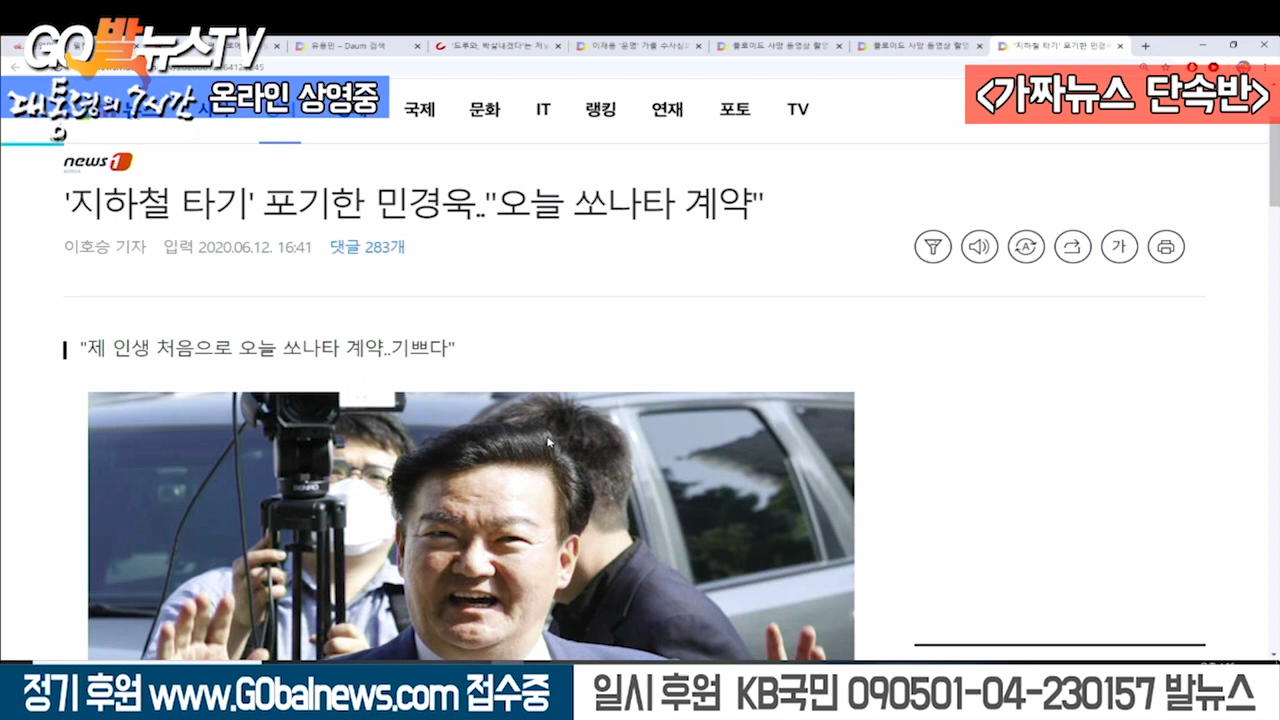 GO발뉴스TV
유용민 – Daum 검색
대통령의 7시간 온라인 상영중
<가짜뉴스 단속반>
국제 문화 IT 랭킹 연재 포토 TV
news1
'지하철 타기' 포기한 민경욱.."오늘 쏘나타 계약"
이호승 기자 입력 2020.06.12. 16:41 댓글 283개
가
"제 인생 처음으로 오늘 쏘나타 계약..기쁘다"
정기 후원 www.GObalnews.com 접수중
일시 후원 KB국민 090501-04-230157 발뉴스